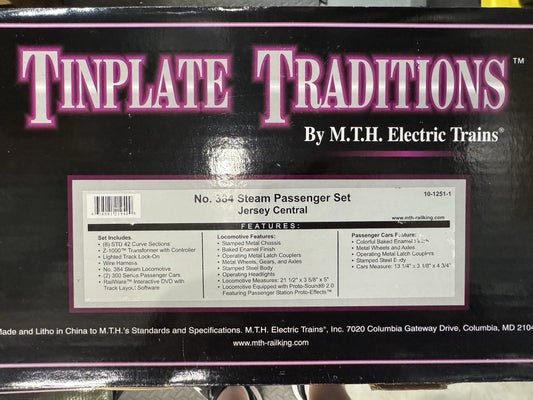 TINPLATE TRADITIONS™
By M.T.H. Electric Trains®
No. 384 Steam Passenger Set
10-1251-1
Jersey Central
www.mth-railking.com
FEATURES:
Set Includes:
• (8) STD 42 Curve Sections
• Z-1000™ Transformer with Controller
• Lighted Track Lock-On
• Wire Harness
• No. 384 Steam Locomotive
• (2) 300 Series Passenger Cars
• RailWare™ Interactive DVD with
Track Layout Software
Locomotive Features:
• Stamped Metal Chassis
• Baked Enamel Finish
• Operating Metal Latch Couplers
• Metal Wheels, Gears, and Axles
• Stamped Steel Body
• Operating Headlights
• Locomotive Measures: 21 1/2" x 3 5/8" x 5"
• Locomotive Equipped with Proto-Sound® 2.0
Featuring Passenger Station Proto-Effects™
Passenger Cars Feature:
• Colorful Baked Enamel Finish
• Metal Wheels and Axles
• Operating Metal Latch Couplers
• Stamped Steel Body
• Cars Measure: 13 1/4" x 3 1/8" x 4 3/4"
Made and Litho in China to M.T.H.'s Standards and Specifications. M.T.H. Electric Trains®, Inc. 7020 Columbia Gateway Drive, Columbia, MD 2104
www.mth-railking.com